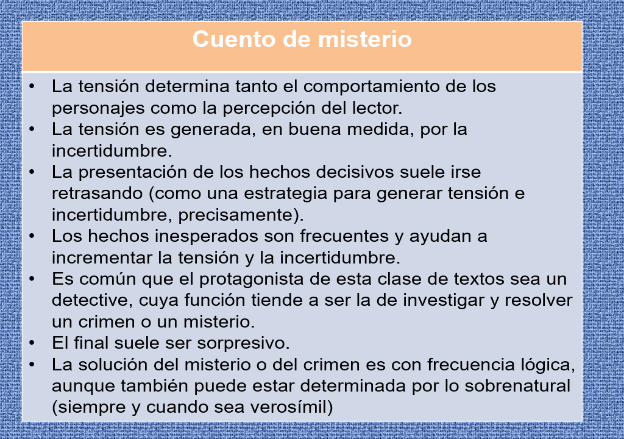 Cuento de misterio
• La tensión determina tanto el comportamiento de los
personajes como la percepción del lector.
• La tensión es generada, en buena medida, por la
incertidumbre.
• La presentación de los hechos decisivos suele irse
retrasando (como una estrategia para generar tensión e
incertidumbre, precisamente).
• Los hechos inesperados son frecuentes y ayudan a
incrementar la tensión y la incertidumbre.
• Es común que el protagonista de esta clase de textos sea un
detective, cuya función tiende a ser la de investigar y resolver
un crimen o un misterio.
• El final suele ser sorpresivo.
• La solución del misterio o del crimen es con frecuencia lógica,
aunque también puede estar determinada por lo sobrenatural
(siempre y cuando sea verosímil)